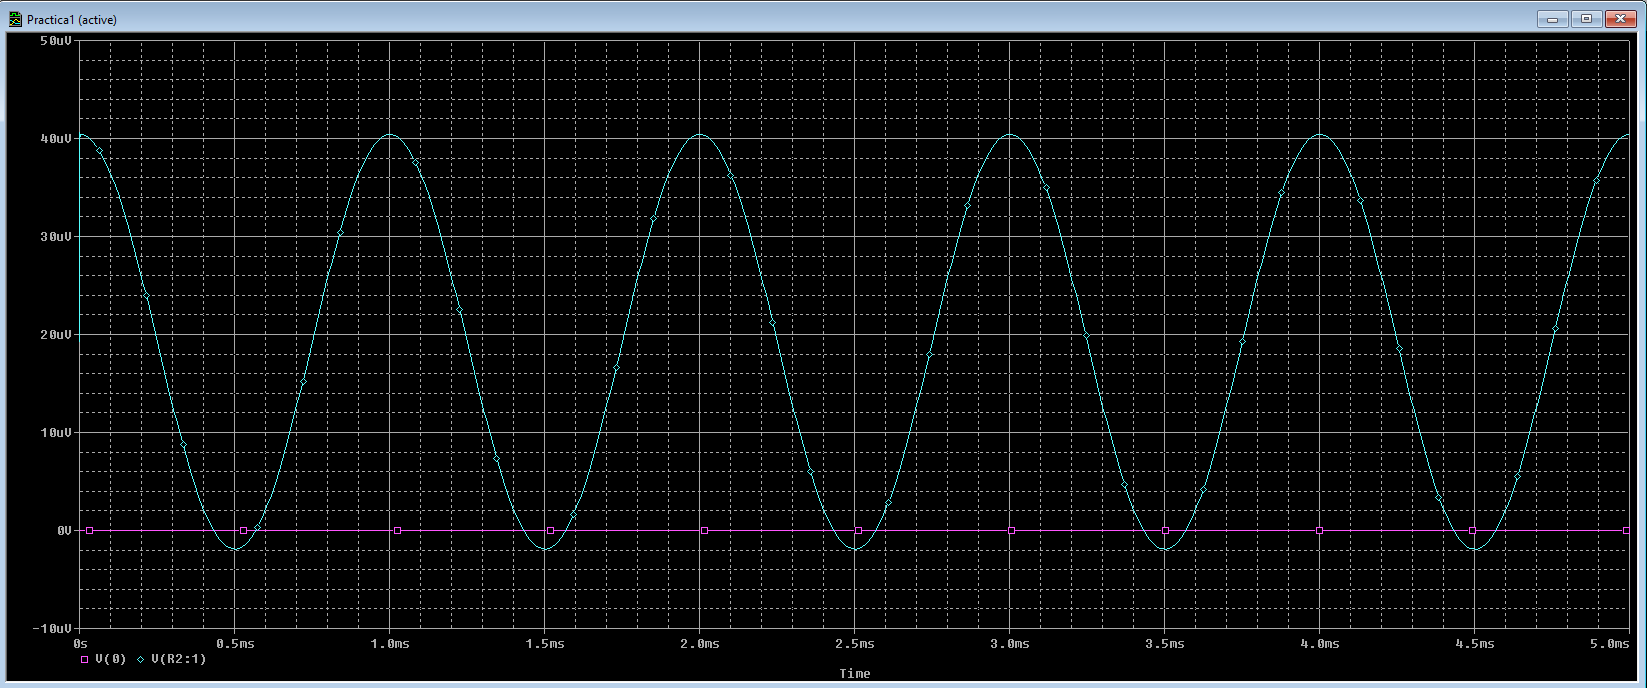 Practica1 (active)
50uV
40uV
30uV
20uV
10uV
0V
-10uV
0s 0.5ms 1.0ms 1.5ms 2.0ms 2.5ms 3.0ms 3.5ms 4.0ms 4.5ms 5.0ms
V(0) V(R2:1)
Time